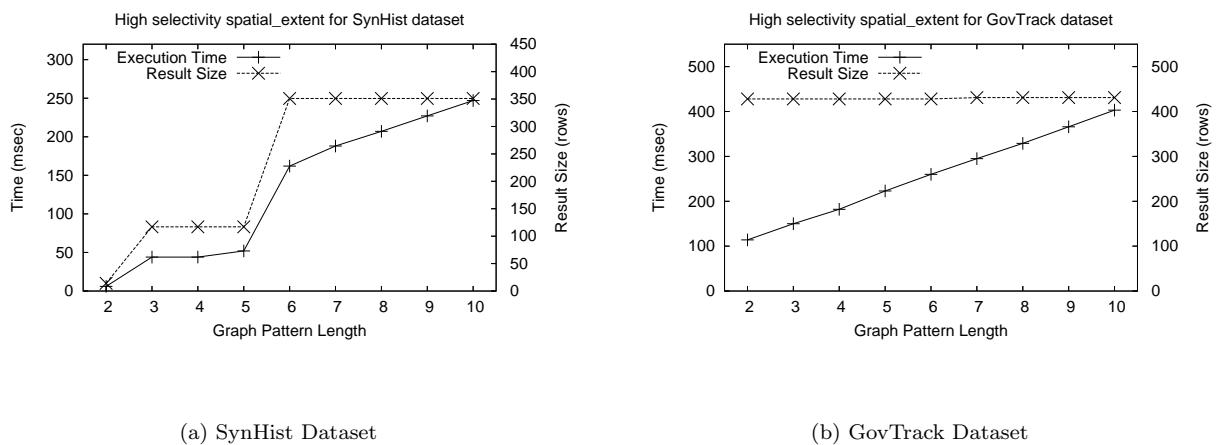 High selectivity spatial_extent for SynHist dataset
Execution Time
Result Size
300
250
200
150
100
50
0
450
400
350
300
250
200
150
100
50
0
Time (msec)
Result Size (rows)
2 3 4 5 6 7 8 9 10
Graph Pattern Length
(a) SynHist Dataset
High selectivity spatial_extent for GovTrack dataset
Execution Time
Result Size
500
400
300
200
100
0
500
400
300
200
100
0
Time (msec)
Result Size (rows)
2 3 4 5 6 7 8 9 10
Graph Pattern Length
(b) GovTrack Dataset